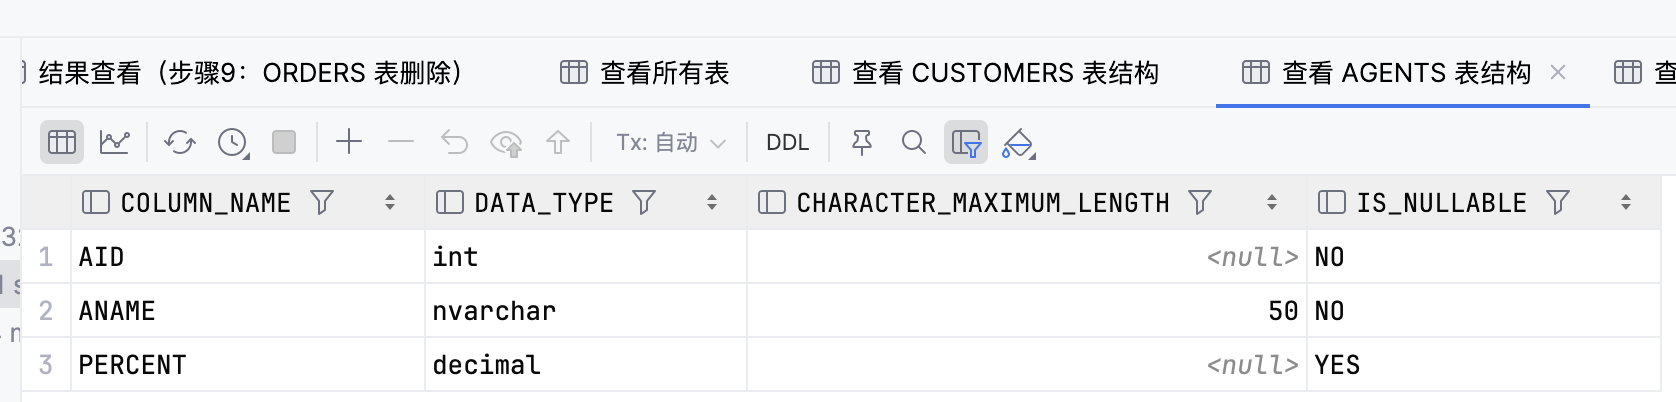 结果查看（步骤9：ORDERS 表删除） 查看所有表 查看 CUSTOMERS 表结构 查看 AGENTS 表结构
Tx: 自动 DDL
COLUMN_NAME DATA_TYPE CHARACTER_MAXIMUM_LENGTH IS_NULLABLE
1 AID int <null> NO
2 ANAME nvarchar 50 NO
3 PERCENT decimal <null> YES